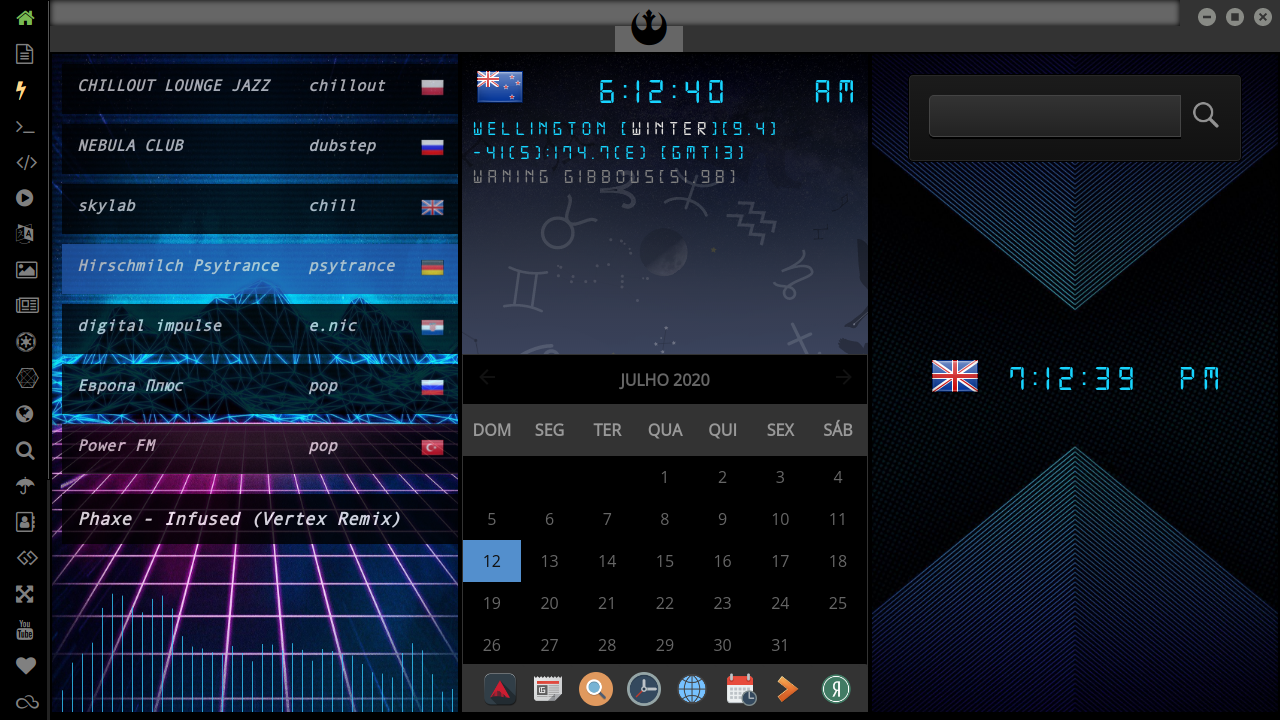 CHILLOUT LOUNGE JAZZ chillout
NEBULA CLUB dubstep
skylab chill
Hirschmilch Psytrance psytrance
digital impulse e.nic
Европа Плюс pop
Power FM pop
Phaxe - Infused (Vertex Remix)
6:12:40 AM
WELLINGTON [WINTER][9.4]
-41(S):174.7(E) [GMT13]
WANING GIBBOUS[51.98]
JULHO 2020
DOM SEG TER QUA QUI SEX SÁB
1 2 3 4
5 6 7 8 9 10 11
12 13 14 15 16 17 18
19 20 21 22 23 24 25
26 27 28 29 30 31
7:12:39 PM
You
Tube